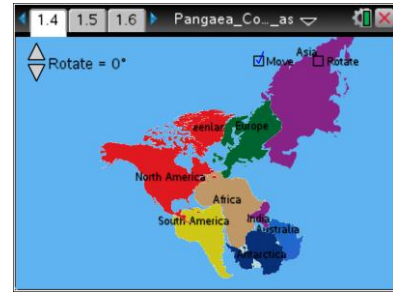 1.4 1.5 1.6 Pangaea_Co..._as
Rotate = 0°
Asia
Move Rotate
eenlan Europe
North America
Africa
South America India
Australia
Antarctica